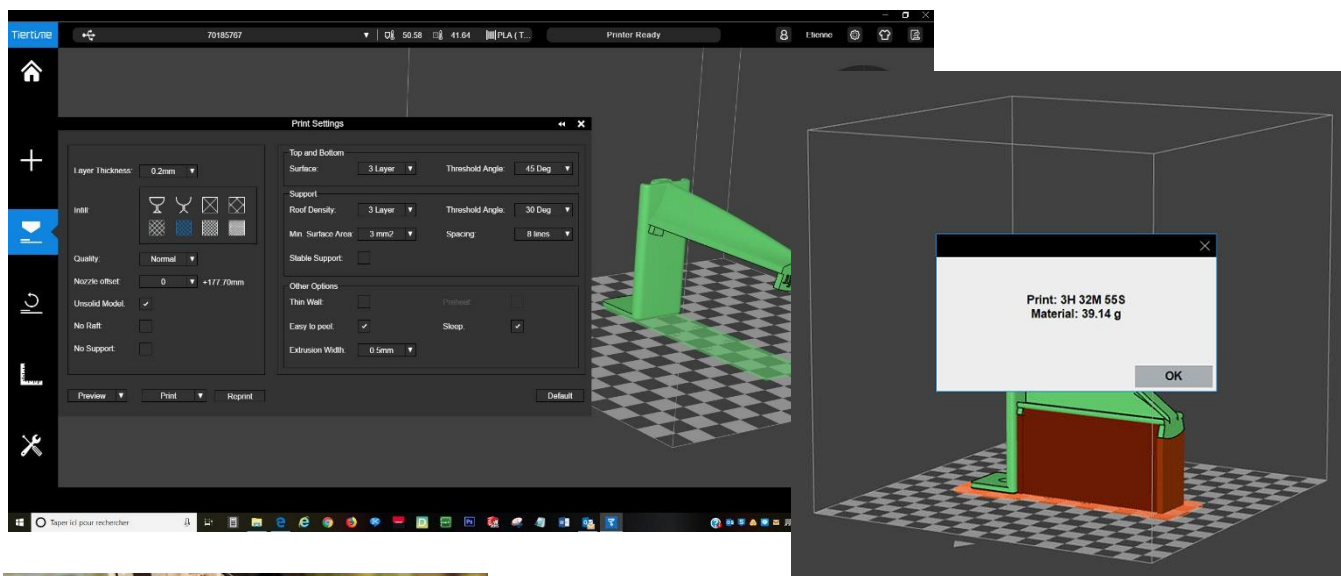 Tiertime 70185767 50.58 41.64 PLA ( T... Printer Ready Etienne
Print Settings
Layer Thickness: 0.2mm
Infill:
Quality: Normal
Nozzle offset: 0 +177.70mm
Unsolid Model:
No Raft:
No Support:
Top and Bottom
Surface: 3 Layer Threshold Angle: 45 Deg
Support
Roof Density: 3 Layer Threshold Angle: 30 Deg
Min. Surface Area: 3 mm2 Spacing: 8 lines
Stable Support:
Other Options
Thin Wall: Preheat:
Easy to peel: Sleep:
Extrusion Width: 0.5mm
Preview Print Reprint Default
Taper ici pour rechercher
Print: 3H 32M 55S
Material: 39.14 g
OK